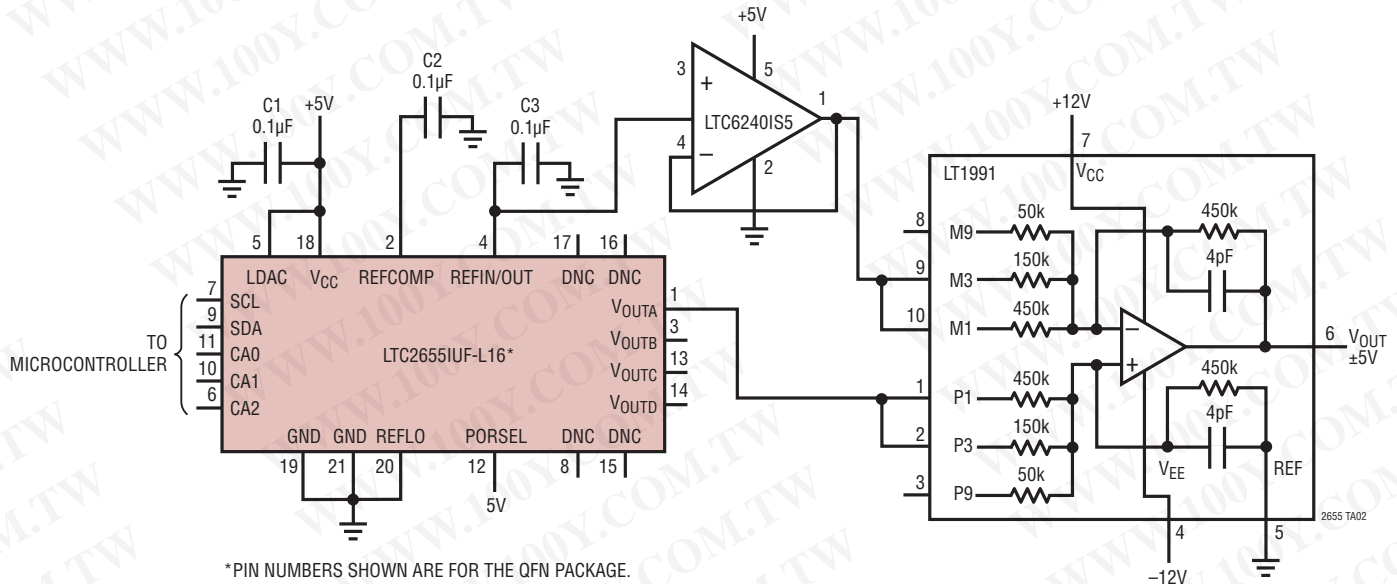 +5V
C2
0.1µF
C1
0.1µF
+5V
C3
0.1µF
3
+
5
1
LTC6240IS5
4
–
2
+12V
7
VCC
LT1991
5
18
2
4
17
16
LDAC
VCC
REFCOMP
REFIN/OUT
DNC
DNC
7
SCL
9
SDA
11
CA0
10
CA1
6
CA2
TO
MICROCONTROLLER
LTC2655IUF-L16*
VOUTA
1
VOUTB
3
VOUTC
13
VOUTD
14
GND
GND
REFLO
PORSEL
DNC
DNC
19
21
20
12
8
15
5V
8
M9
50k
9
M3
150k
10
M1
450k
1
P1
450k
2
P3
150k
3
P9
50k
450k
4pF
–
+
6
VOUT
±5V
450k
4pF
VEE
REF
4
5
–12V
2655 TA02
*PIN NUMBERS SHOWN ARE FOR THE QFN PACKAGE.
WWW.100Y.COM.TW